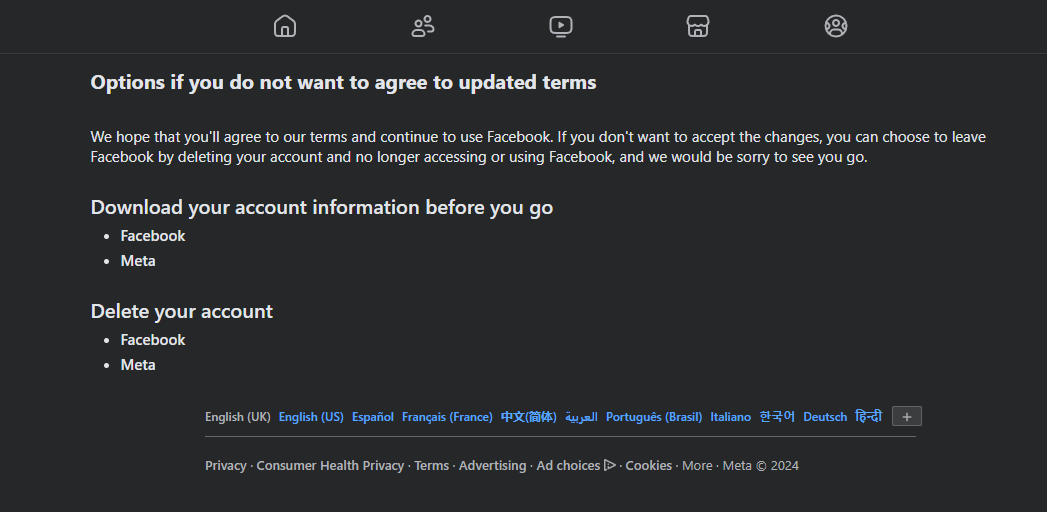 Options if you do not want to agree to updated terms
We hope that you'll agree to our terms and continue to use Facebook. If you don't want to accept the changes, you can choose to leave
Facebook by deleting your account and no longer accessing or using Facebook, and we would be sorry to see you go.
Download your account information before you go
• Facebook
• Meta
Delete your account
• Facebook
• Meta
English (UK) English (US) Español Français (France) 中文(简体) العربية Português (Brasil) Italiano 한국어 Deutsch हिन्दी +
Privacy · Consumer Health Privacy · Terms · Advertising · Ad choices · Cookies · More · Meta © 2024